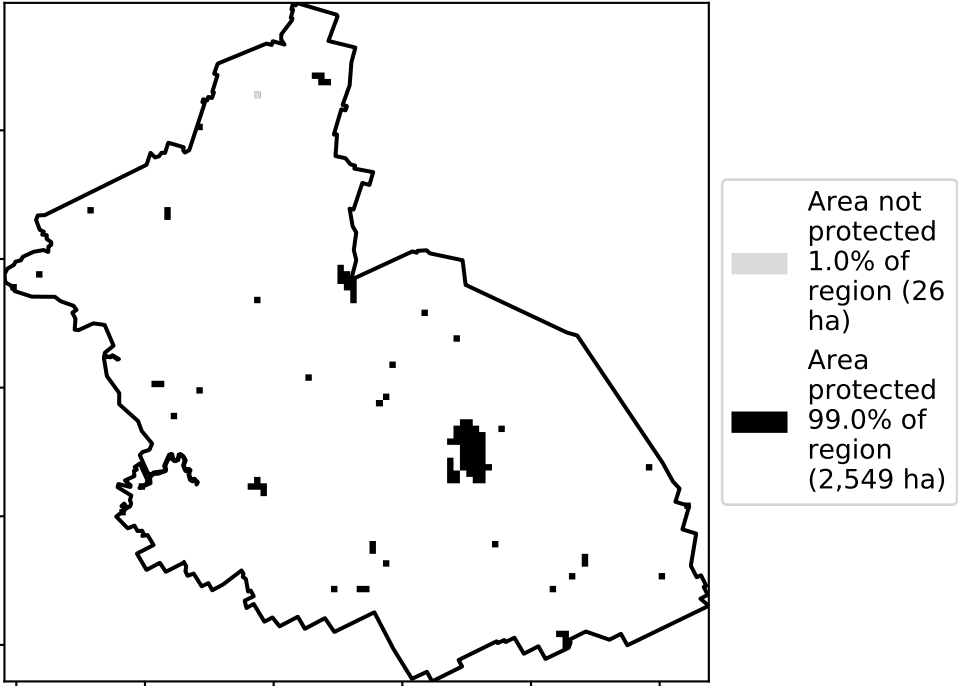 Area not
protected
1.0% of
region (26
ha)
Area
protected
99.0% of
region
(2,549 ha)